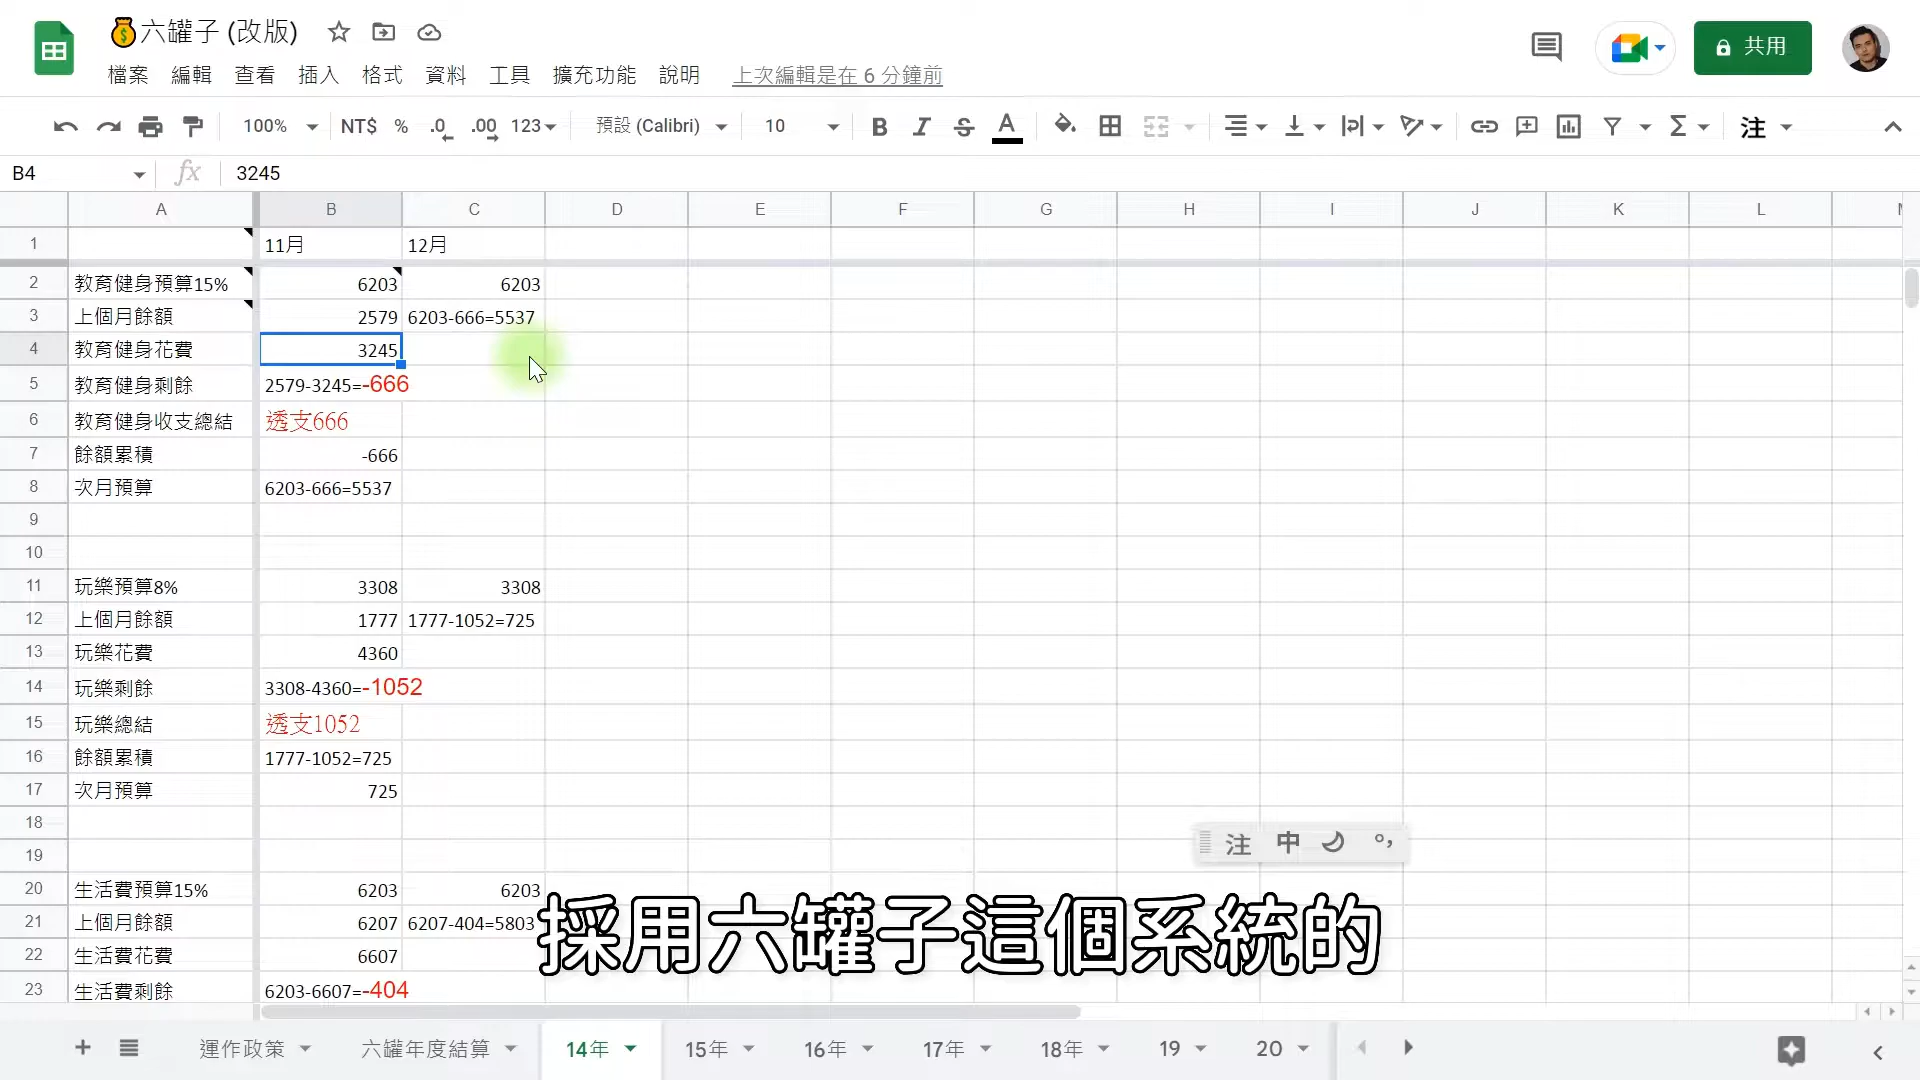 六罐子 (改版)
檔案 編輯 查看 插入 格式 資料 工具 擴充功能 說明 上次編輯是在 6 分鐘前
共用
100% NT$ % .0 .00 123 預設 (Calibri) 10 B I S A Σ 注
B4 fx 3245
A B C D E F G H I J K L
1 11月 12月
2 教育健身預算15% 6203 6203
3 上個月餘額 2579 6203-666=5537
4 教育健身花費 3245
5 教育健身剩餘 2579-3245=-666
6 教育健身收支總結 透支666
7 餘額累積 -666
8 次月預算 6203-666=5537
9
10
11 玩樂預算8% 3308 3308
12 上個月餘額 1777 1777-1052=725
13 玩樂花費 4360
14 玩樂剩餘 3308-4360=-1052
15 玩樂總結 透支1052
16 餘額累積 1777-1052=725
17 次月預算 725
18
19
注 中
20 生活費預算15% 6203 6203
21 上個月餘額 6207 6207-404=5803
22 生活費花費 6607
23 生活費剩餘 6203-6607=-404
採用六罐子這個系統的
運作政策 六罐年度結算 14年 15年 16年 17年 18年 19 20